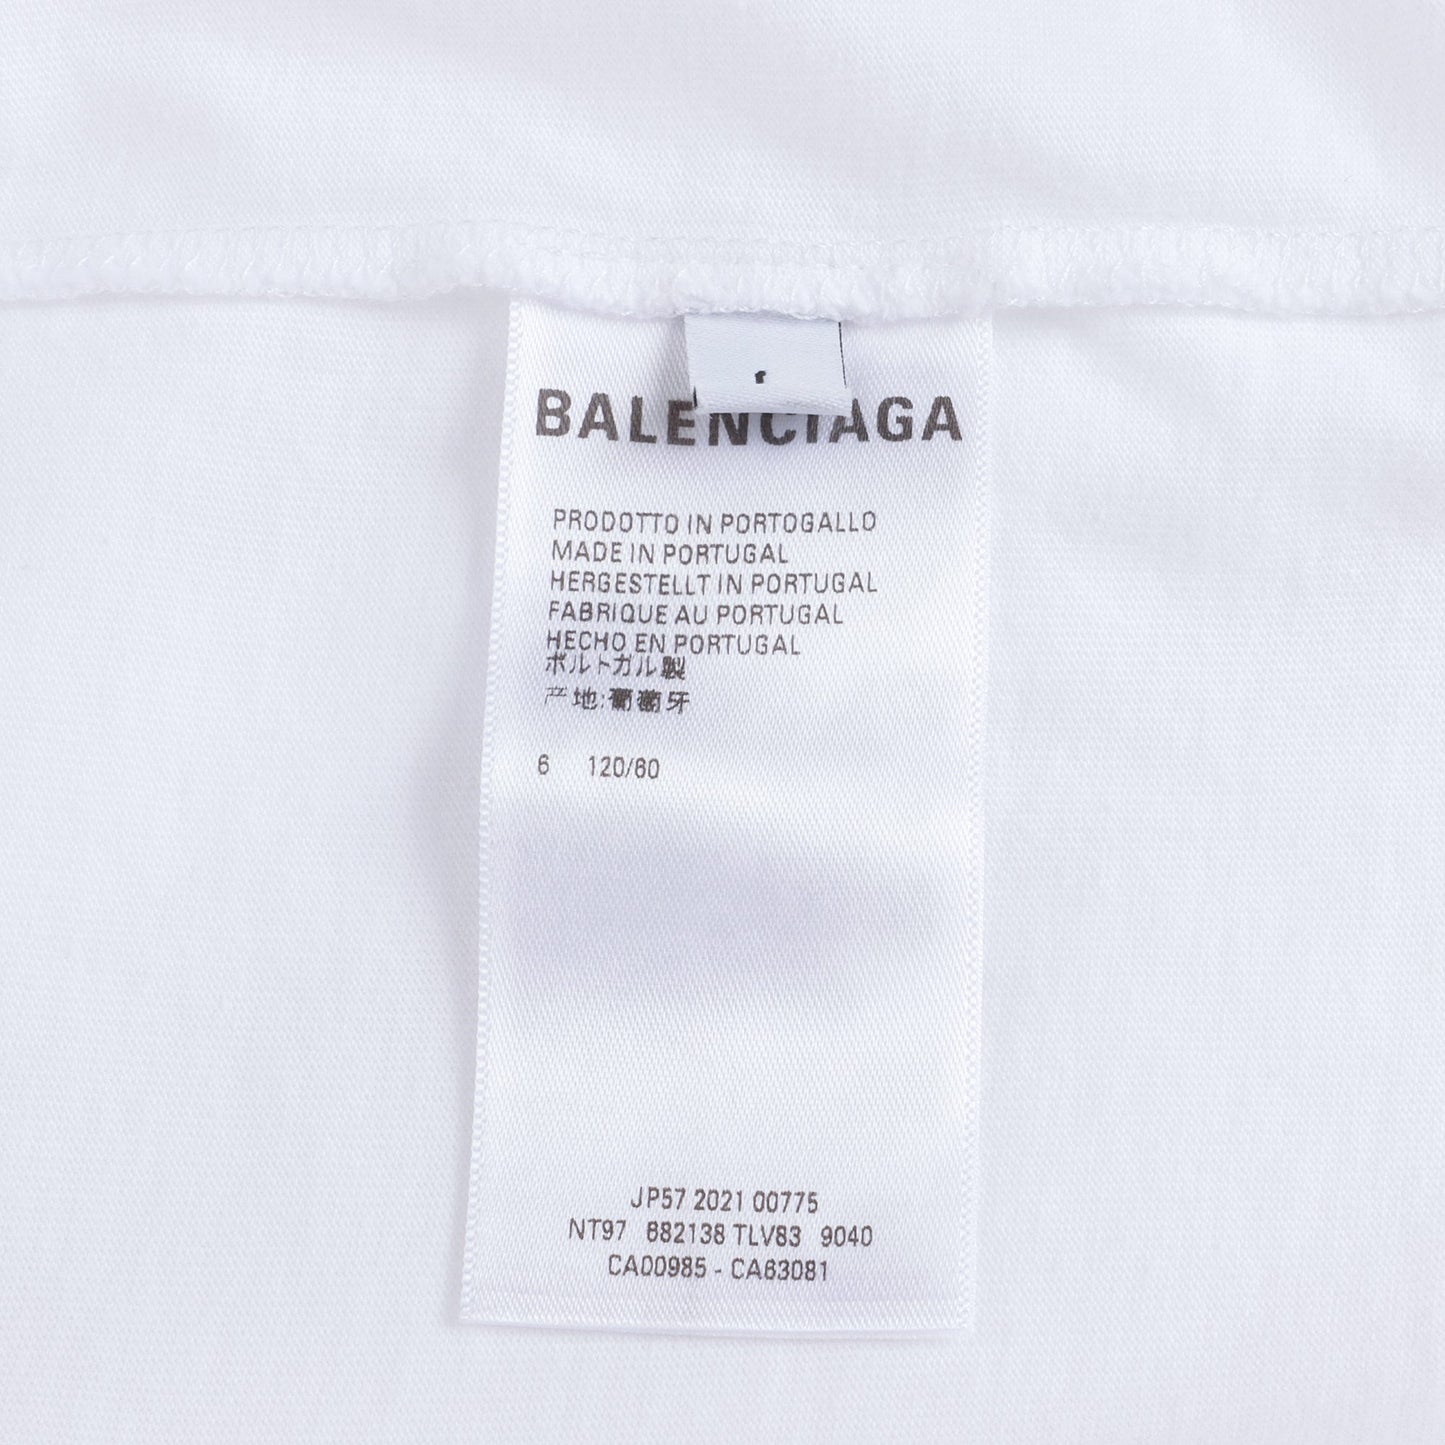 BALENCIAGA
PRODOTTO IN PORTOGALLO
MADE IN PORTUGAL
HERGESTELLT IN PORTUGAL
FABRIQUE AU PORTUGAL
HECHO EN PORTUGAL
ポルトガル製
产地:葡萄牙
6 120/60
JP57 2021 00775
NT97 682138 TLV83 9040
CA00985 - CA63081